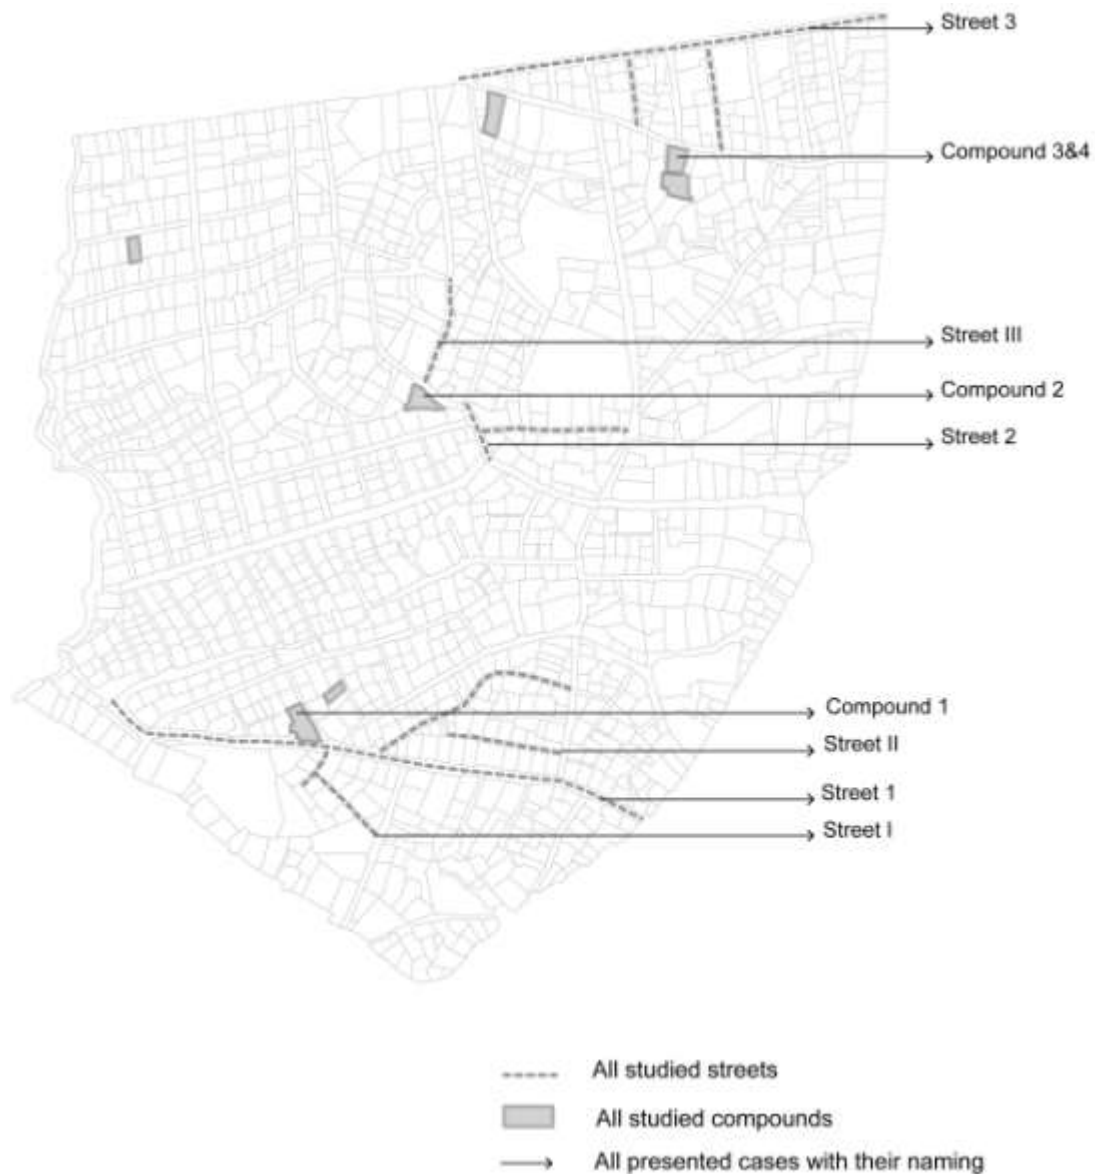 Street 3
Compound 3&4
Street III
Compound 2
Street 2
Compound 1
Street II
Street 1
Street I
All studied streets
All studied compounds
All presented cases with their naming